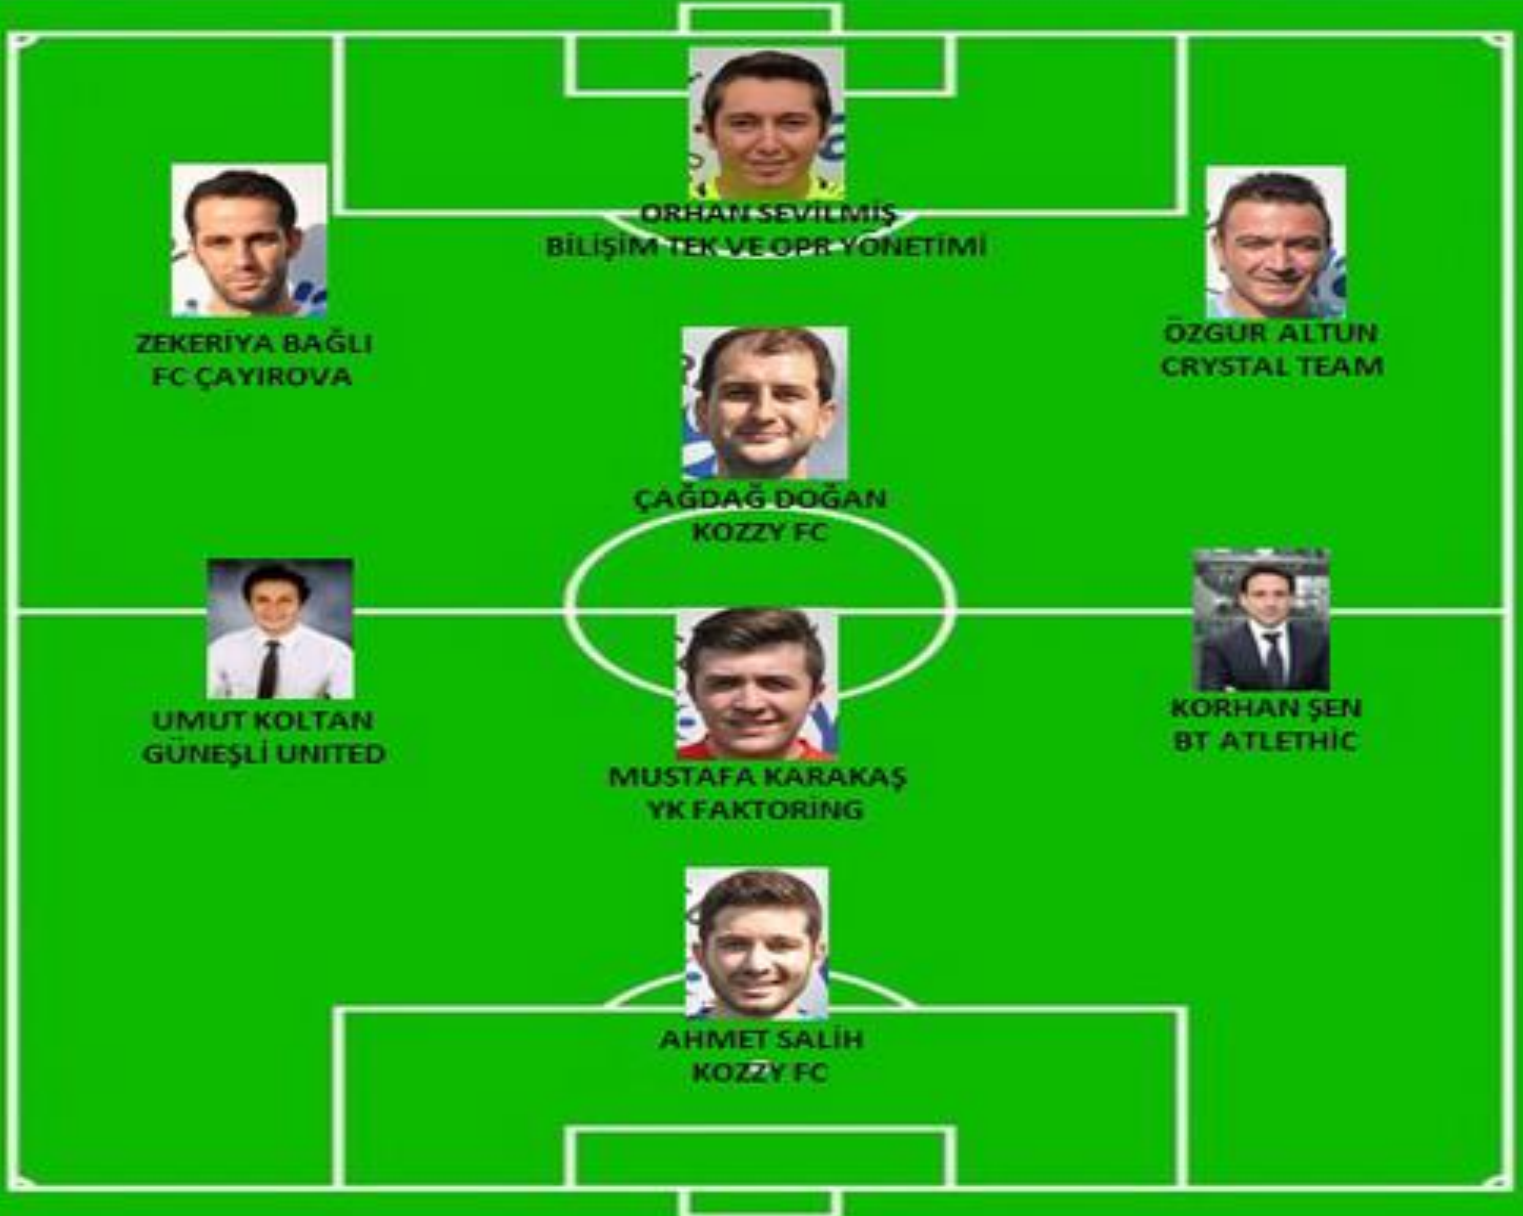 ORHAN SEVİLMİŞ
BİLİŞİM TEK VE OPR YÖNETİMİ
ZEKERİYA BAĞLI
FC ÇAYIROVA
ÖZGÜR ALTUN
CRYSTAL TEAM
ÇAĞDAĞ DOĞAN
KOZZY FC
UMUT KOLTAN
GÜNEŞLİ UNITED
KORHAN ŞEN
BT ATLETHİC
MUSTAFA KARAKAŞ
YK FAKTORİNG
AHMET SALİH
KOZZY FC